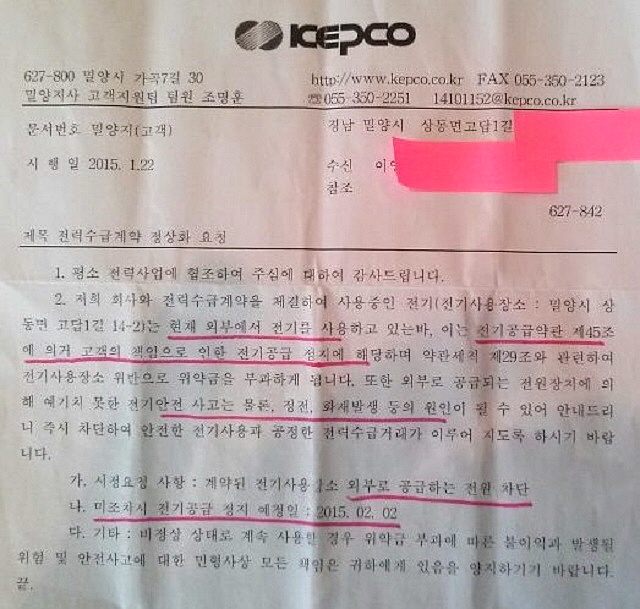 KEPCO
627-800 밀양시 가곡7길 30
http://www.kepco.co.kr FAX 055-350-2123
밀양지사 고객지원팀 팀원 조명훈
☎055-350-2251 14101152@kepco.co.kr
문서번호 밀양지(고객)
경남 밀양시 상동면고답1길
시 행 일 2015. 1.22
수신 이
참조
627-842
제목 전력수급계약 정상화 요청
1. 평소 전력사업에 협조하여 주심에 대하여 감사드립니다.
2. 저희 회사와 전력수급계약을 체결하여 사용중인 전기(전기사용장소 : 밀양시 상
동면 고답1길 14-2)는 현재 외부에서 전기를 사용하고 있는바, 이는 전기공급약관 제45조
에 의거 고객의 책임으로 인한 전기공급 정지에 해당하며 약관세칙 제29조와 관련하여
전기사용장소 위반으로 위약금을 부과하게 됩니다. 또한 외부로 공급되는 전원장치에 의
해 예기치 못한 전기안전 사고는 물론, 정전, 화재발생 등의 원인이 될 수 있어 안내드리
니 즉시 차단하여 안전한 전기사용과 공정한 전력수급거래가 이루어 지도록 하시기 바랍
니다.
가. 시정요청 사항 : 계약된 전기사용장소 외부로 공급하는 전원 차단
나. 미조치시 전기공급 정지 예정일 : 2015. 02. 02
다. 기타 : 비정상 상태로 계속 사용할 경우 위약금 부과에 따른 불이익과 발생될
위험 및 안전사고에 대한 민형사상 모든 책임은 귀하에게 있음을 양지하기기 바랍니다.
끝.